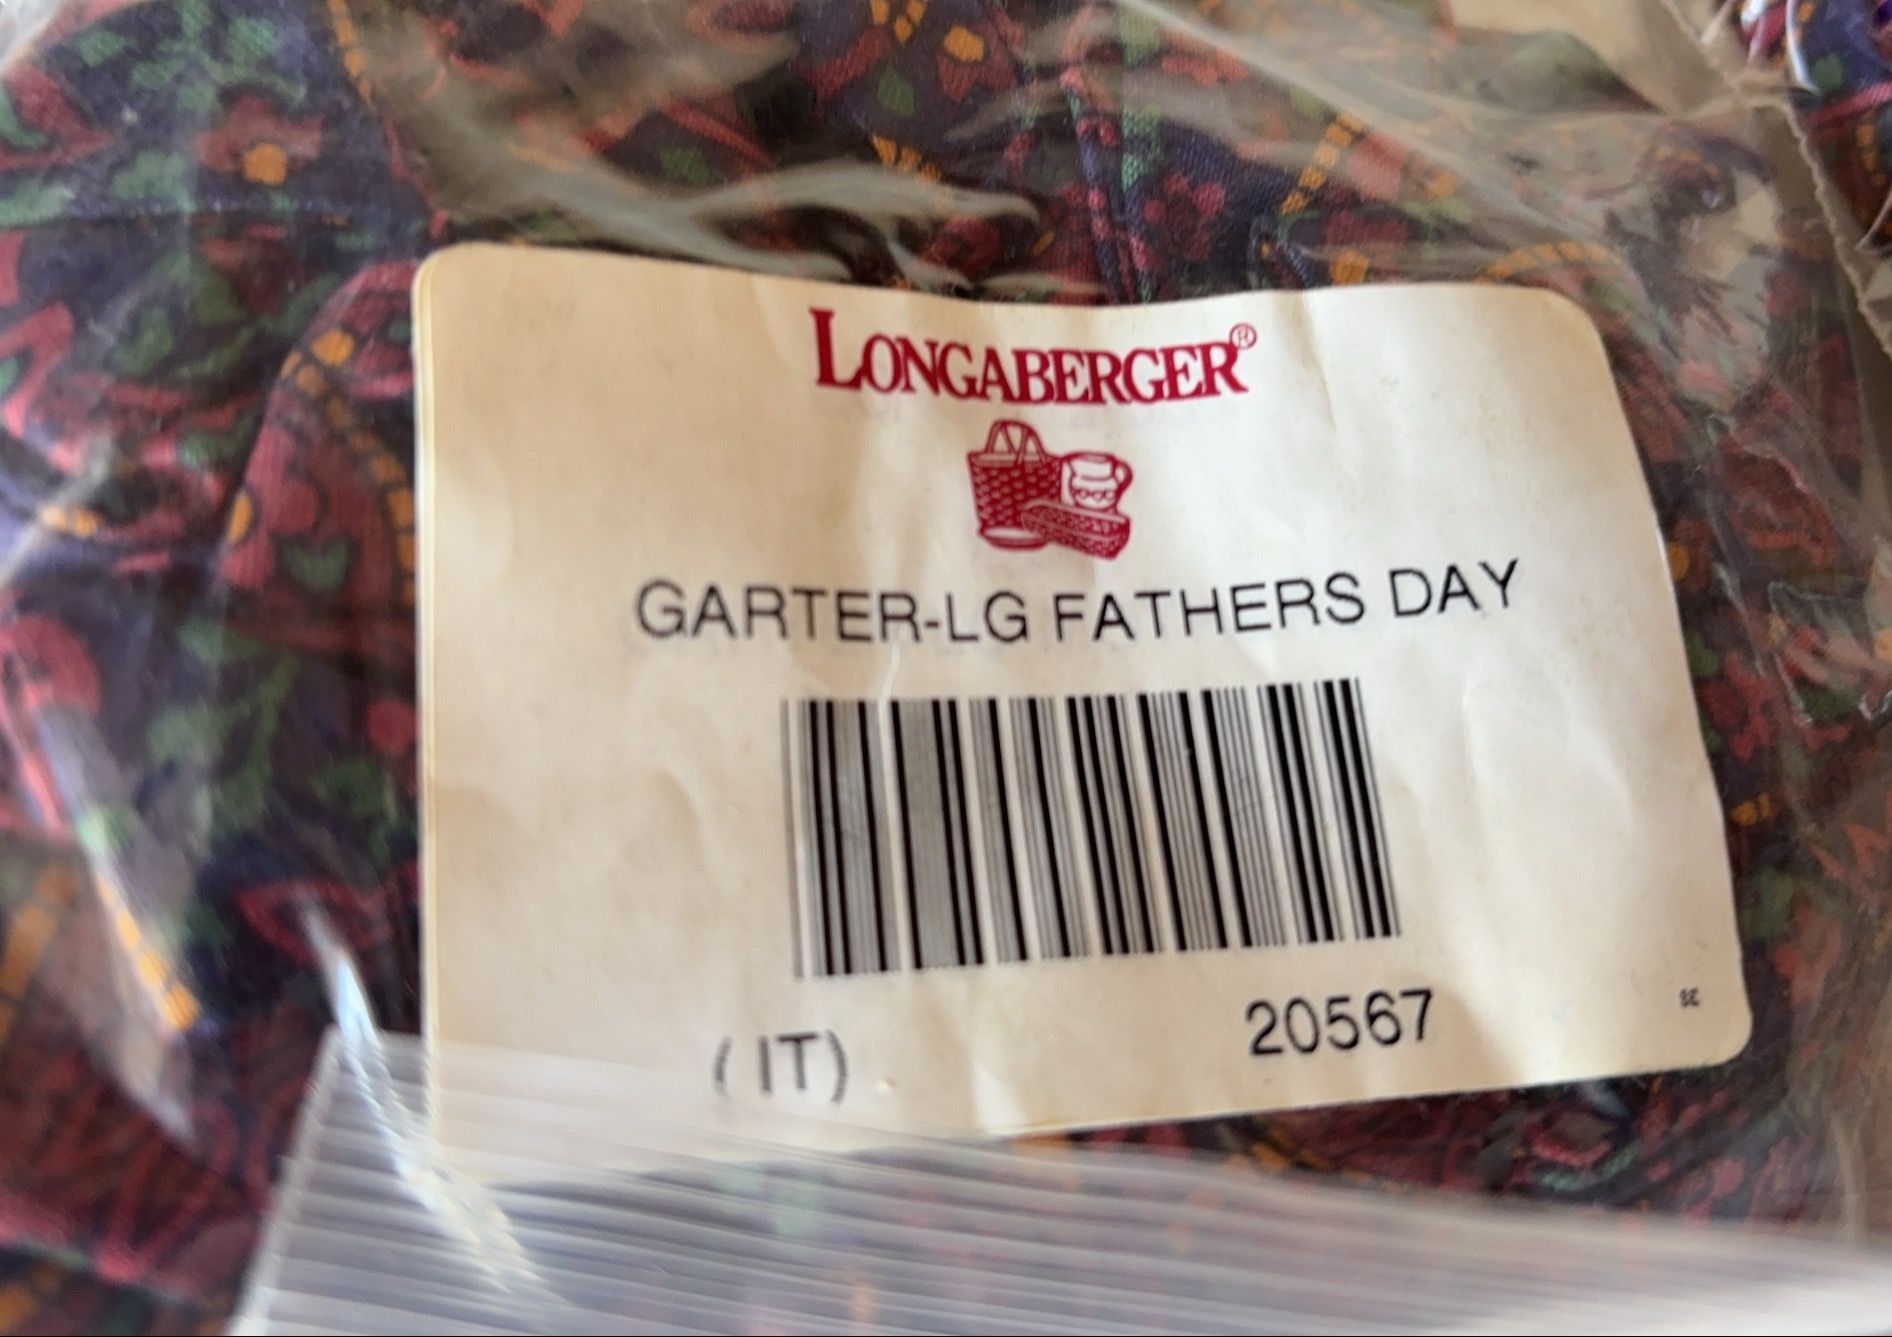 LONGABERGER®
GARTER-LG FATHERS DAY
(IT) 20567